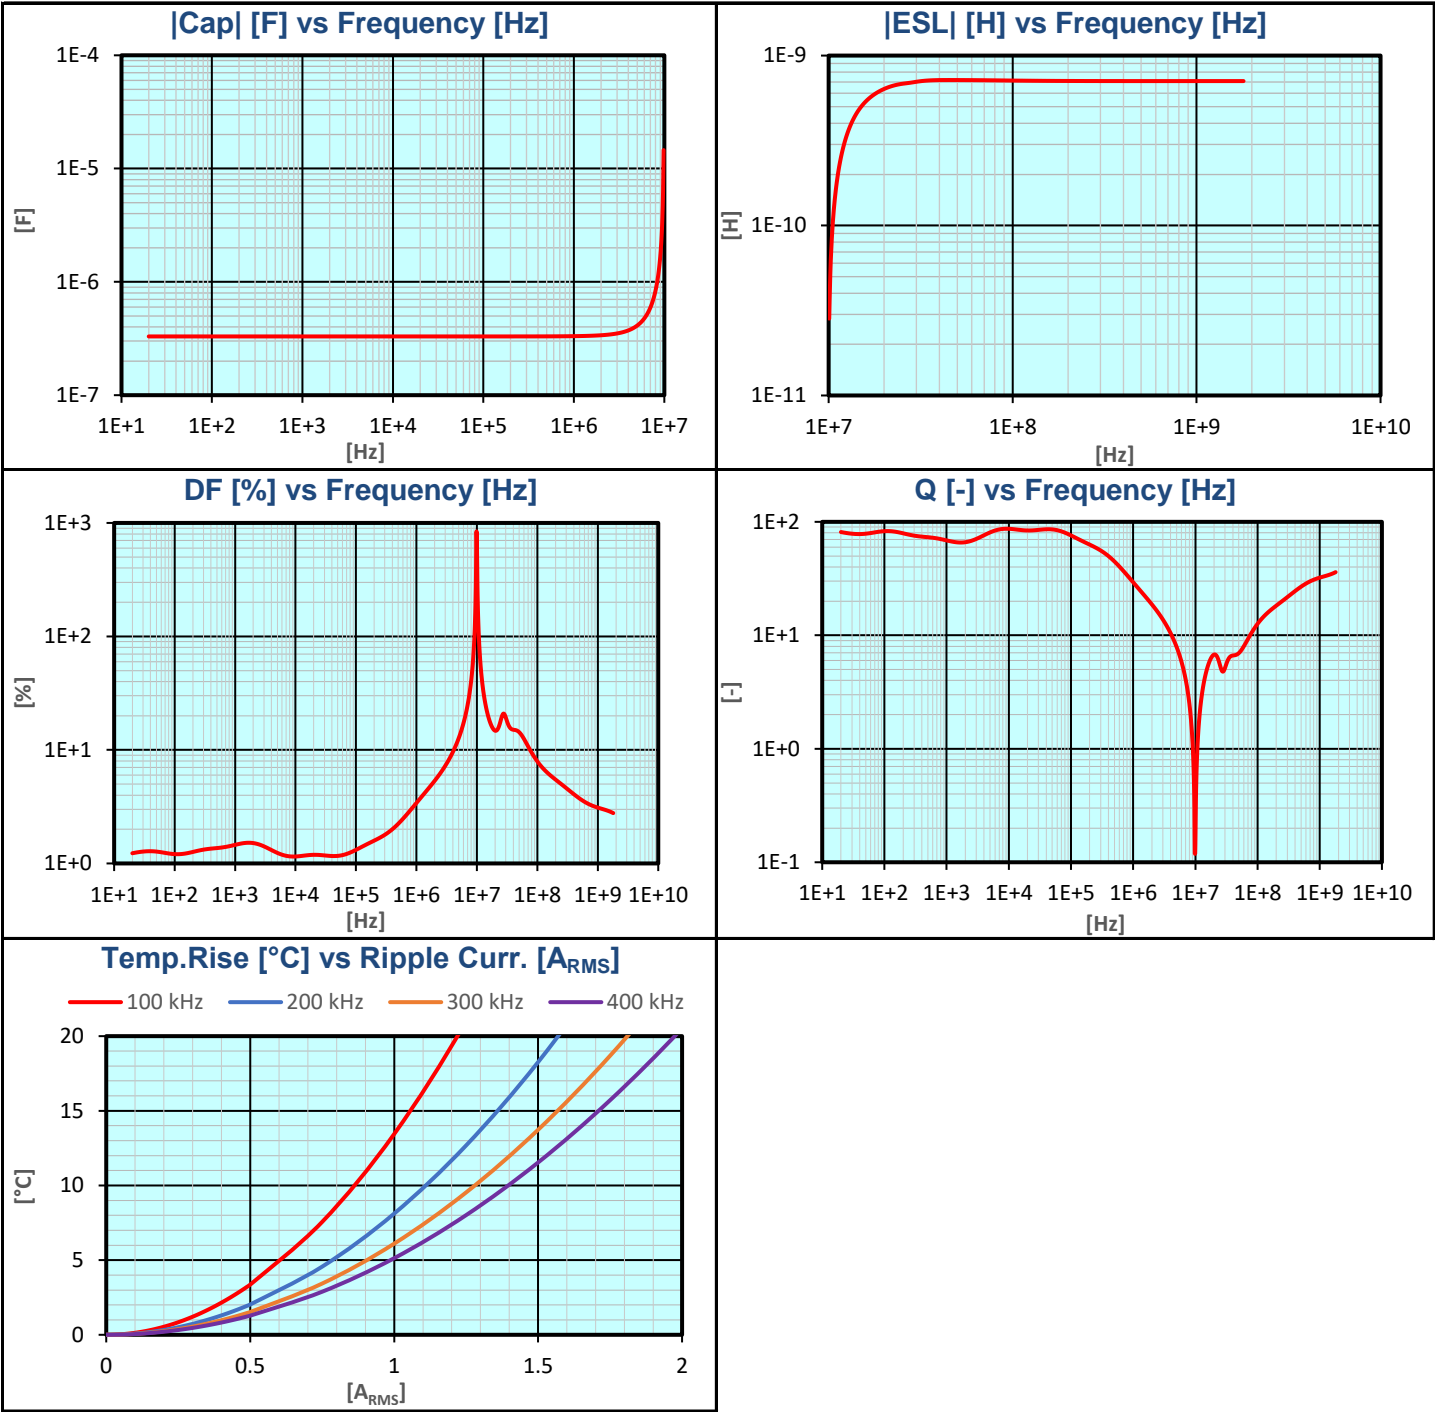 |Cap| [F] vs Frequency [Hz]
1E-4
1E-5
1E-6
1E-7
[F]
1E+1 1E+2 1E+3 1E+4 1E+5 1E+6 1E+7
[Hz]
|ESL| [H] vs Frequency [Hz]
1E-9
1E-10
1E-11
[H]
1E+7 1E+8 1E+9 1E+10
[Hz]
DF [%] vs Frequency [Hz]
1E+3
1E+2
1E+1
1E+0
[%]
1E+1 1E+2 1E+3 1E+4 1E+5 1E+6 1E+7 1E+8 1E+9 1E+10
[Hz]
Q [-] vs Frequency [Hz]
1E+2
1E+1
1E+0
1E-1
[-]
1E+1 1E+2 1E+3 1E+4 1E+5 1E+6 1E+7 1E+8 1E+9 1E+10
[Hz]
Temp.Rise [°C] vs Ripple Curr. [ARMS]
100 kHz 200 kHz 300 kHz 400 kHz
20
15
10
5
0
[°C]
0 0.5 1 1.5 2
[ARMS]